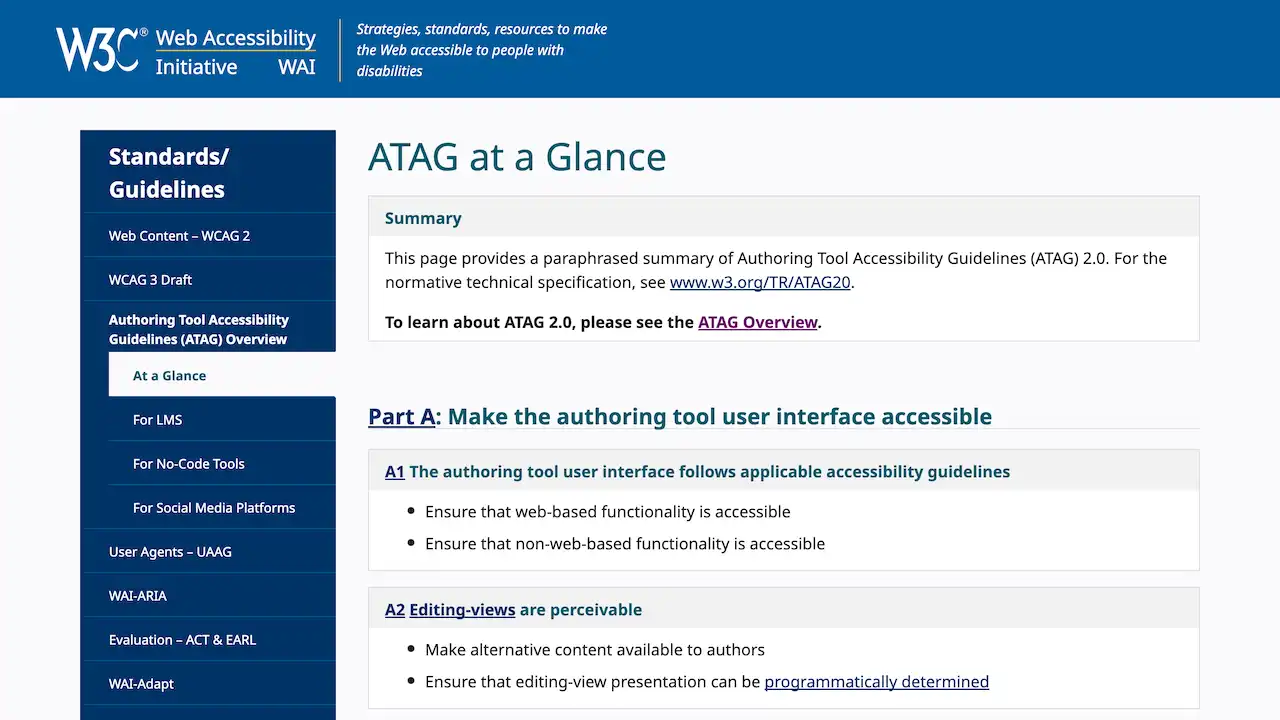 W3C® Web Accessibility
Initiative WAI
Strategies, standards, resources to make
the Web accessible to people with
disabilities
Standards/
Guidelines
Web Content – WCAG 2
WCAG 3 Draft
Authoring Tool Accessibility
Guidelines (ATAG) Overview
At a Glance
For LMS
For No-Code Tools
For Social Media Platforms
User Agents – UAAG
WAI-ARIA
Evaluation – ACT & EARL
WAI-Adapt
ATAG at a Glance
Summary
This page provides a paraphrased summary of Authoring Tool Accessibility Guidelines (ATAG) 2.0. For the
normative technical specification, see www.w3.org/TR/ATAG20.
To learn about ATAG 2.0, please see the ATAG Overview.
Part A: Make the authoring tool user interface accessible
A1 The authoring tool user interface follows applicable accessibility guidelines
• Ensure that web-based functionality is accessible
• Ensure that non-web-based functionality is accessible
A2 Editing-views are perceivable
• Make alternative content available to authors
• Ensure that editing-view presentation can be programmatically determined